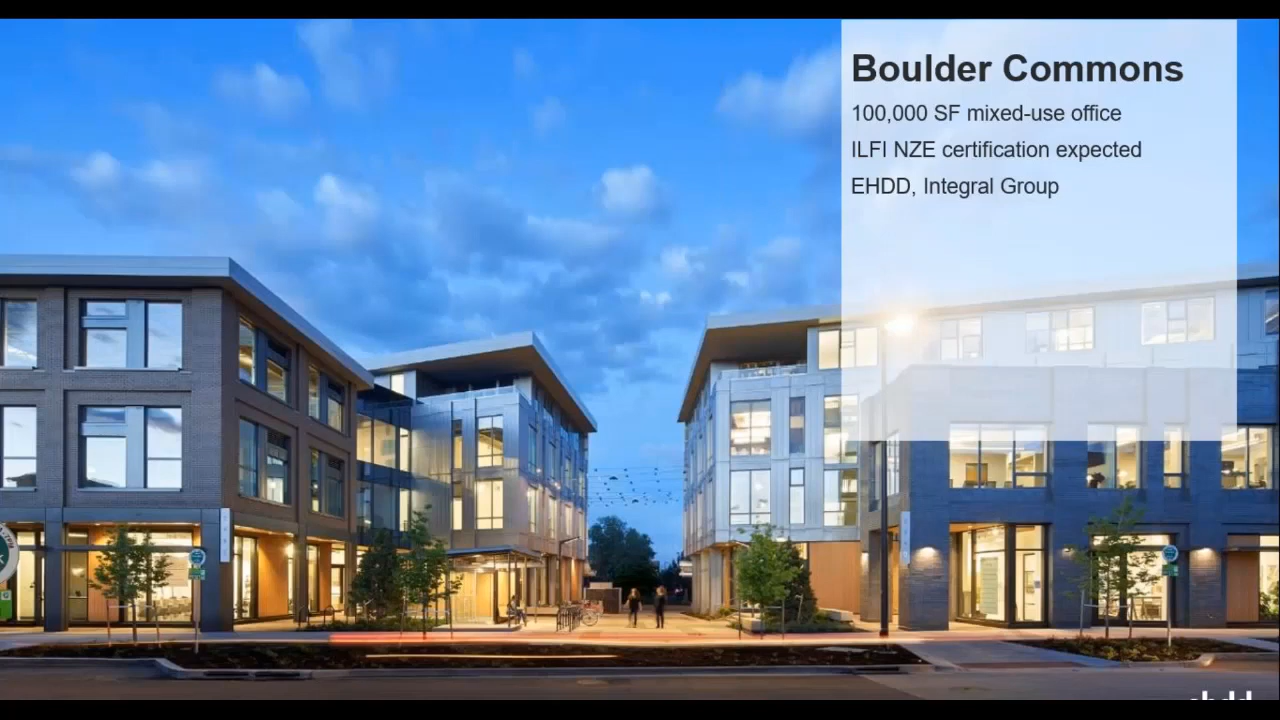 Boulder Commons
100,000 SF mixed-use office
ILFI NZE certification expected
EHDD, Integral Group